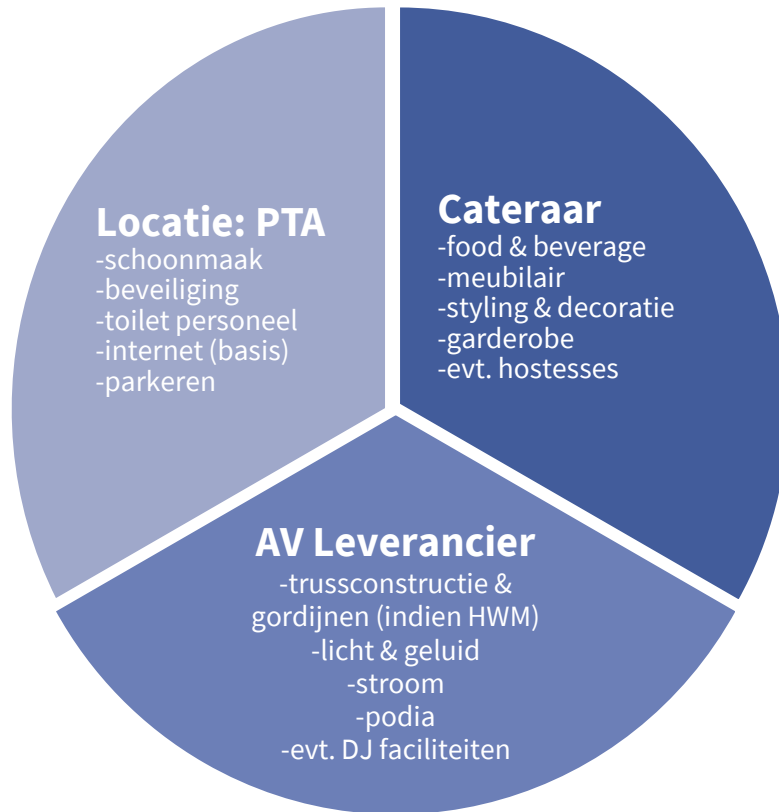 Locatie: PTA
-schoonmaak
-beveiliging
-toilet personeel
-internet (basis)
-parkeren
Cateraar
-food & beverage
-meubilair
-styling & decoratie
-garderobe
-evt. hostesses
AV Leverancier
-trussconstructie &
gordijnen (indien HWM)
-licht & geluid
-stroom
-podia
-evt. DJ faciliteiten